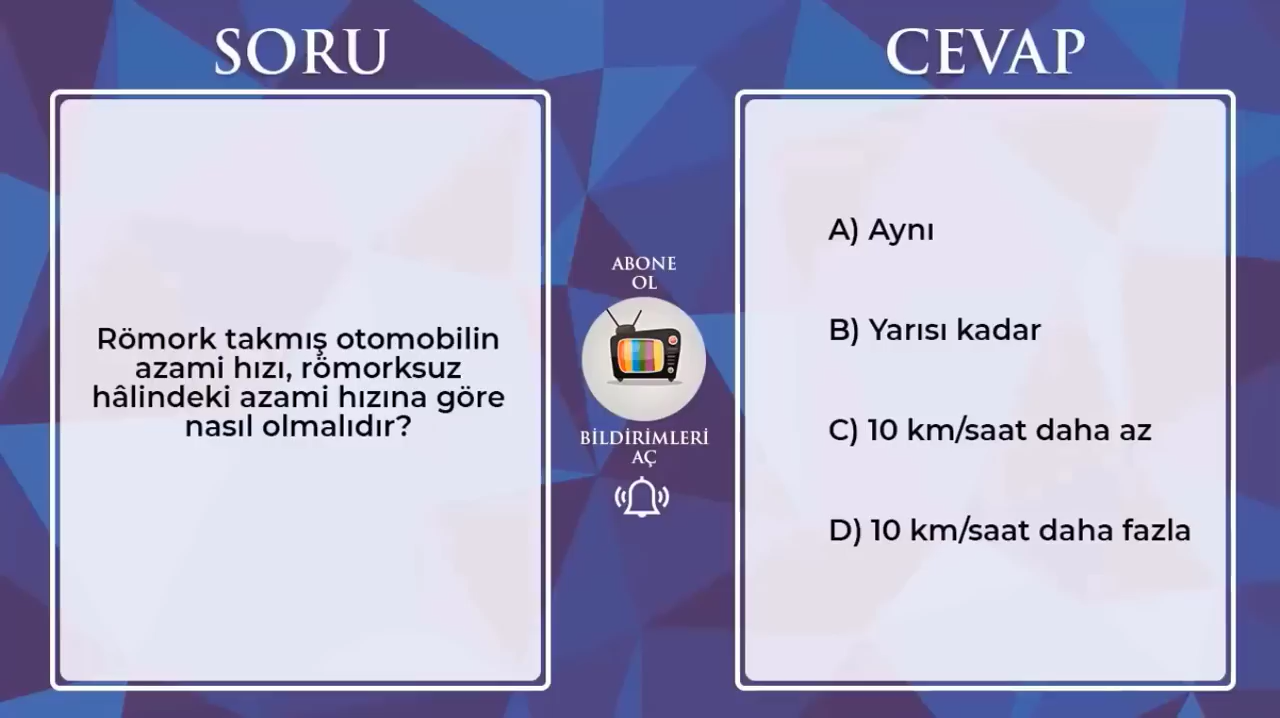 SORU
Römork takmış otomobilin
azami hızı, römorksuz
hâlindeki azami hızına göre
nasıl olmalıdır?
ABONE
OL
BİLDİRİMLERİ
AÇ
CEVAP
A) Aynı
B) Yarısı kadar
C) 10 km/saat daha az
D) 10 km/saat daha fazla